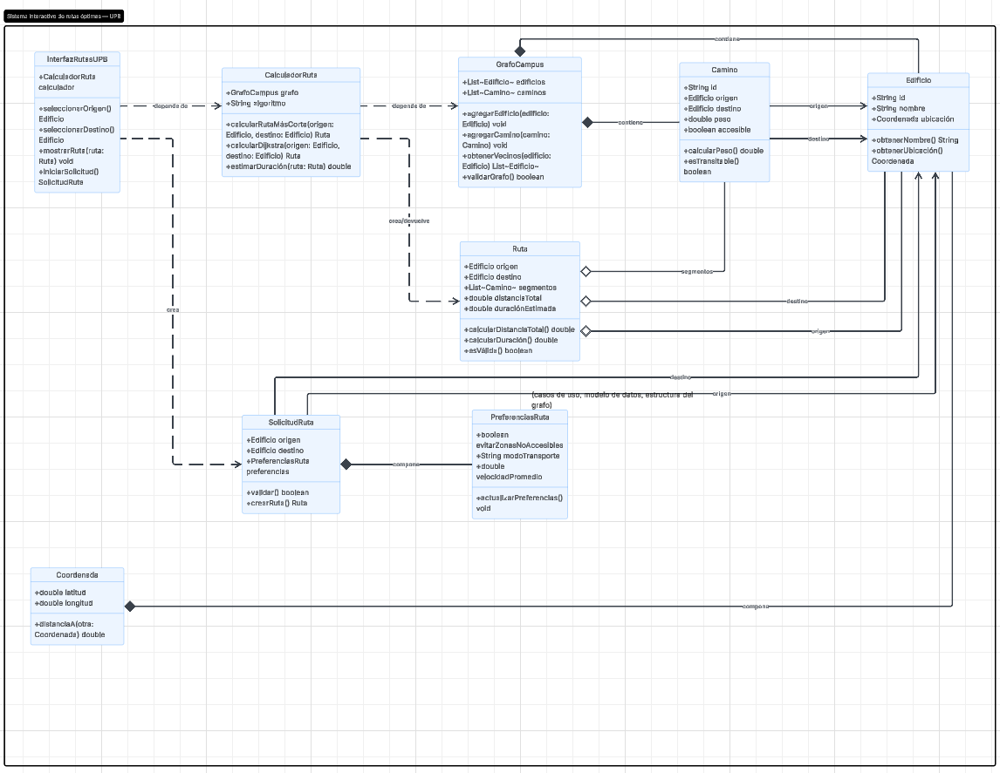 Sistema interactivo de rutas óptimas — UPB
InterfazRutasUPB
+CalculadorRuta
calculador
+seleccionarOrigen()
Edificio
+seleccionarDestino()
Edificio
+mostrarRuta(ruta:
Ruta) void
+iniciarSolicitud()
SolicitudRuta
depende de
CalculadorRuta
+GrafoCampus grafo
+String algoritmo
+calcularRutaMásCorta(origen:
Edificio, destino: Edificio) Ruta
+calcularDijkstra(origen: Edificio,
destino: Edificio) Ruta
+estimarDuración(ruta: Ruta) double
depende de
GrafoCampus
+List~Edificio~ edificios
+List~Camino~ caminos
+agregarEdificio(edificio:
Edificio) void
+agregarCamino(camino:
Camino) void
+obtenerVecinos(edificio:
Edificio) List~Edificio~
+validarGrafo() boolean
contiene
contiene
Camino
+String id
+Edificio origen
+Edificio destino
+double peso
+boolean accesible
+calcularPeso() double
+esTransitable()
boolean
origen
destino
Edificio
+String id
+String nombre
+Coordenada ubicación
+obtenerNombre() String
+obtenerUbicación()
Coordenada
crea/devuelve
Ruta
+Edificio origen
+Edificio destino
+List~Camino~ segmentos
+double distanciaTotal
+double duraciónEstimada
+calcularDistanciaTotal() double
+calcularDuración() double
+esVálida() boolean
segmentos
destino
origen
crea
destino
origen
(casos de uso, modelo de datos, estructura del
grafo)
SolicitudRuta
+Edificio origen
+Edificio destino
+PreferenciasRuta
preferencias
+validar() boolean
+crearRuta() Ruta
compone
PreferenciasRuta
+boolean
evitarZonasNoAccesibles
+String modoTransporte
+double
velocidadPromedio
+actualizarPreferencias()
void
Coordenada
+double latitud
+double longitud
+distanciaA(otra:
Coordenada) double
compone